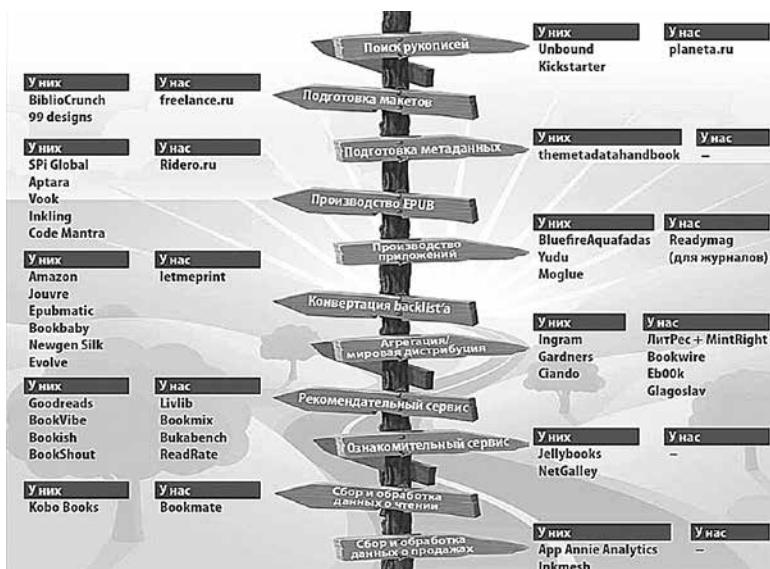 Поиск рукописей
У них
Unbound
Kickstarter
У нас
planeta.ru
Подготовка макетов
У них
BiblioCrunch
99 designs
У нас
freelance.ru
Подготовка метаданных
У них
themetadatahandbook
У нас
–
Производство EPUB
У них
SPi Global
Aptara
Vook
Inkling
Code Mantra
У нас
Ridero.ru
Производство
приложений
У них
BluefireAquafadas
Yudu
Moglue
У нас
Readymag
(для журналов)
Конвертация backlist’а
У них
Amazon
Jouvre
Epubmatic
Bookbaby
Newgen Silk
Evolve
У нас
letmeprint
Агрегация/
мировая дистрибуция
У них
Ingram
Gardners
Ciando
У нас
ЛитРес + MintRight
Bookwire
Eb00k
Glagoslav
Рекомендательный сервис
У них
Goodreads
BookVibe
Bookish
BookShout
У нас
Livlib
Bookmix
Bukabench
ReadRate
Ознакомительный сервис
У них
Jellybooks
NetGalley
У нас
–
Сбор и обработка
данных о чтении
У них
Kobo Books
У нас
Bookmate
Сбор и обработка
данных о продажах
У них
App Annie Analytics
Inkmesh
У нас
–